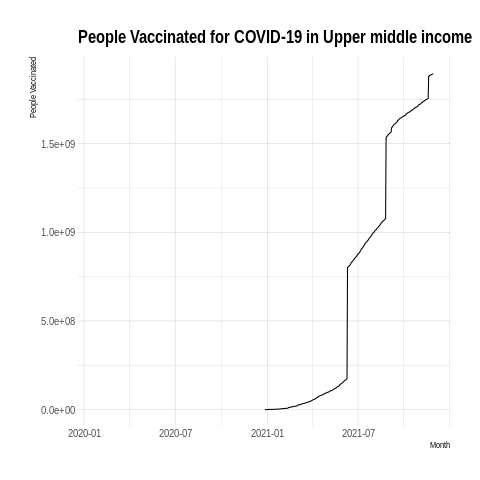 People Vaccinated for COVID-19 in Upper middle income
People Vaccinated
1.5e+09
1.0e+09
5.0e+08
0.0e+00
2020-01 2020-07 2021-01 2021-07
Month